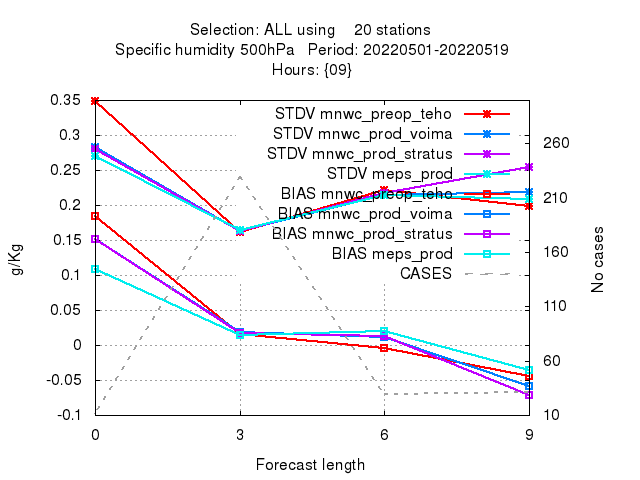 Selection: ALL using 20 stations
Specific humidity 500hPa Period: 20220501-20220519
Hours: {09}
0.35
0.3
0.25
0.2
0.15
0.1
0.05
0
-0.05
-0.1
g/Kg
STDV mnwc_preop_teho
STDV mnwc_prod_voima
STDV mnwc_prod_stratus
STDV meps_prod
BIAS mnwc_preop_teho
BIAS mnwc_prod_voima
BIAS mnwc_prod_stratus
BIAS meps_prod
CASES
260
210
160
110
60
10
No cases
0 3 6 9
Forecast length